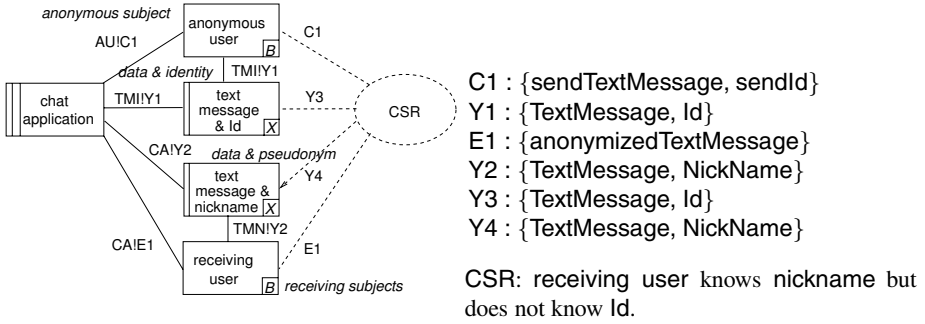 anonymous subject
anonymous
user
B
C1
AU!C1
data & identity
TMI!Y1
chat
application
TMI!Y1
text
message
& Id
X
Y3
CSR
CA!Y2
data & pseudonym
text
message &
nickname
X
Y4
TMN!Y2
CA!E1
receiving
user
B
E1
receiving subjects
C1 : {sendTextMessage, sendId}
Y1 : {TextMessage, Id}
E1 : {anonymizedTextMessage}
Y2 : {TextMessage, NickName}
Y3 : {TextMessage, Id}
Y4 : {TextMessage, NickName}
CSR: receiving user knows nickname but
does not know Id.